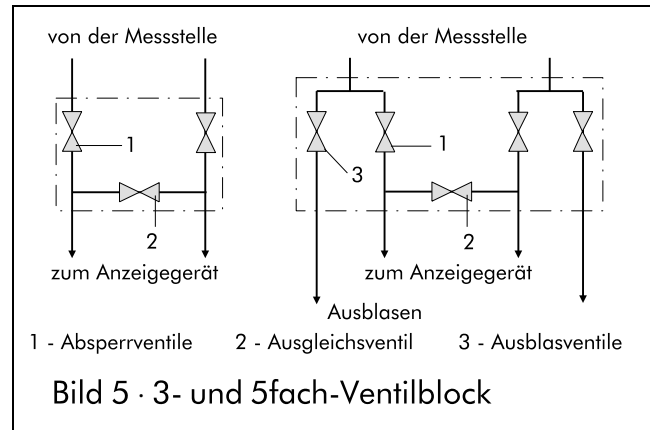 von der Messstelle
von der Messstelle
1
3
1
2
2
zum Anzeigegerät
zum Anzeigegerät
Ausblasen
1 - Absperrventile 2 - Ausgleichsventil 3 - Ausblasventile
Bild 5 · 3- und 5fach-Ventilblock